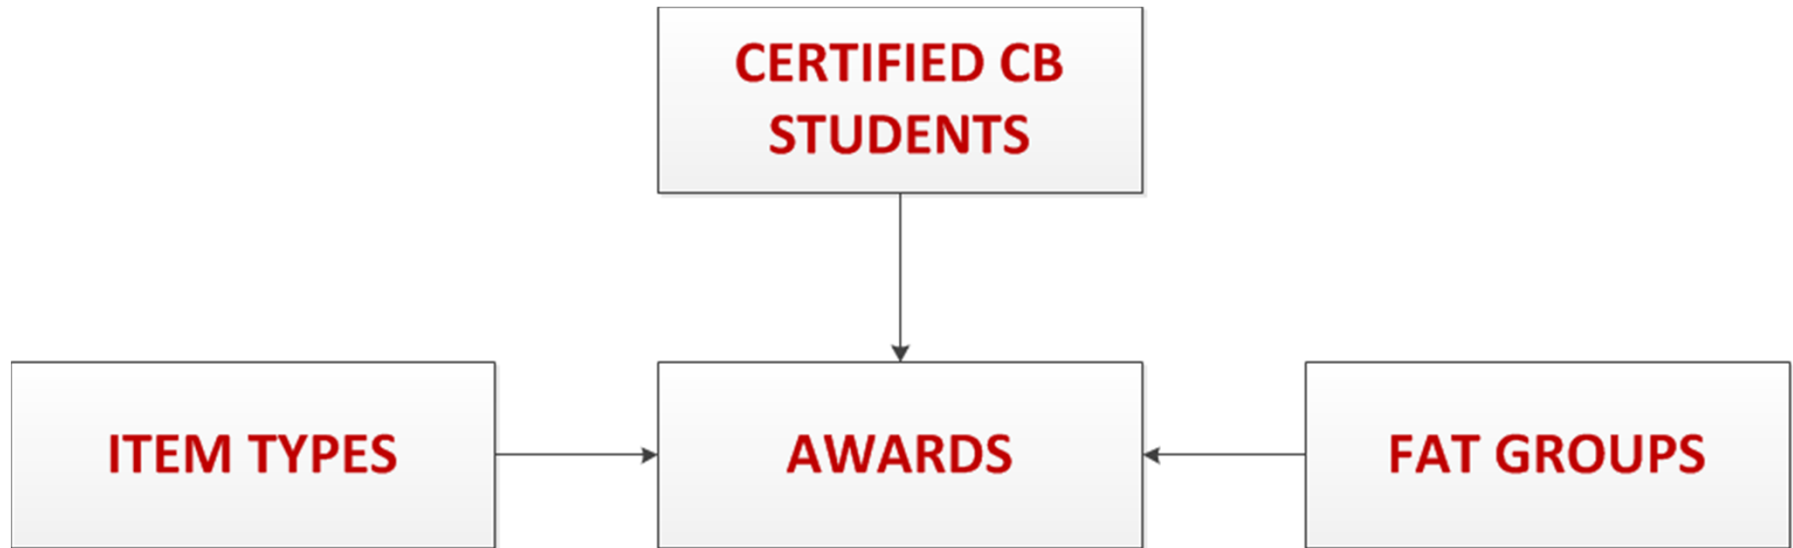 CERTIFIED CB
STUDENTS
ITEM TYPES
AWARDS
FAT GROUPS